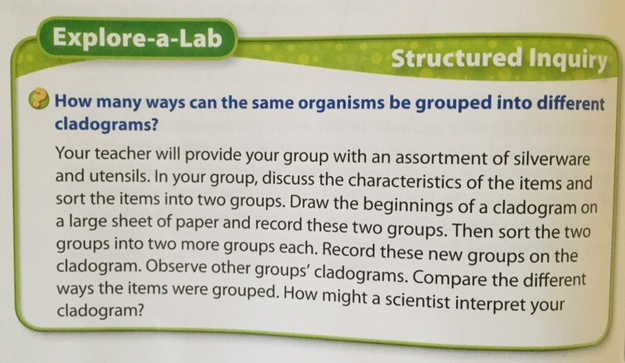 Explore-a-Lab
Structured Inquiry
How many ways can the same organisms be grouped into different
cladograms?
Your teacher will provide your group with an assortment of silverware
and utensils. In your group, discuss the characteristics of the items and
sort the items into two groups. Draw the beginnings of a cladogram on
a large sheet of paper and record these two groups. Then sort the two
groups into two more groups each. Record these new groups on the
cladogram. Observe other groups' cladograms. Compare the different
ways the items were grouped. How might a scientist interpret your
cladogram?